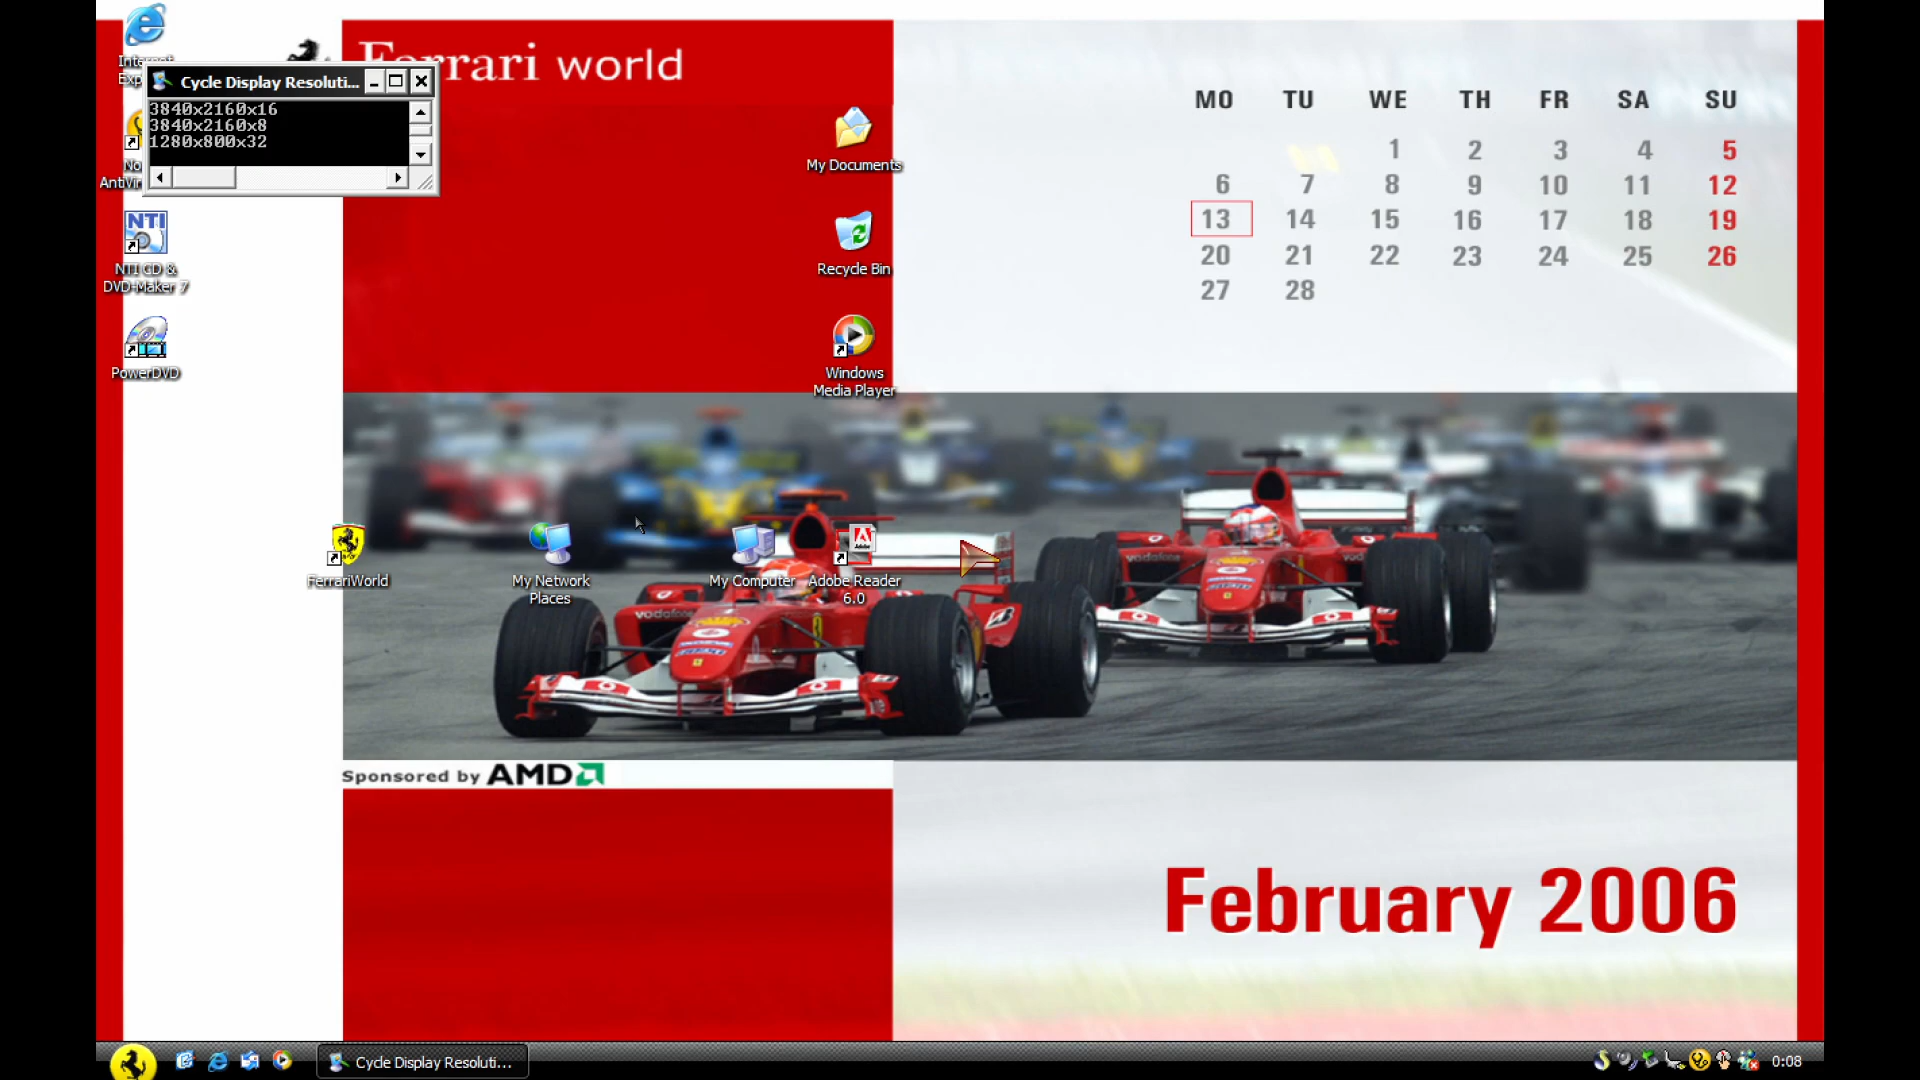 Ferrari world
Cycle Display Resoluti...
3840x2160x16
3840x2160x8
1280x800x32
MO TU WE TH FR SA SU
1 2 3 4 5
6 7 8 9 10 11 12
13 14 15 16 17 18 19
20 21 22 23 24 25 26
27 28
My Documents
Recycle Bin
NTI
NTI CD &
DVD-Maker 7
PowerDVD
Windows
Media Player
FerrariWorld
My Network
Places
My Computer
Adobe Reader
6.0
vodafone
vodafone
Sponsored by AMD
February 2006
Cycle Display Resoluti...
0:08